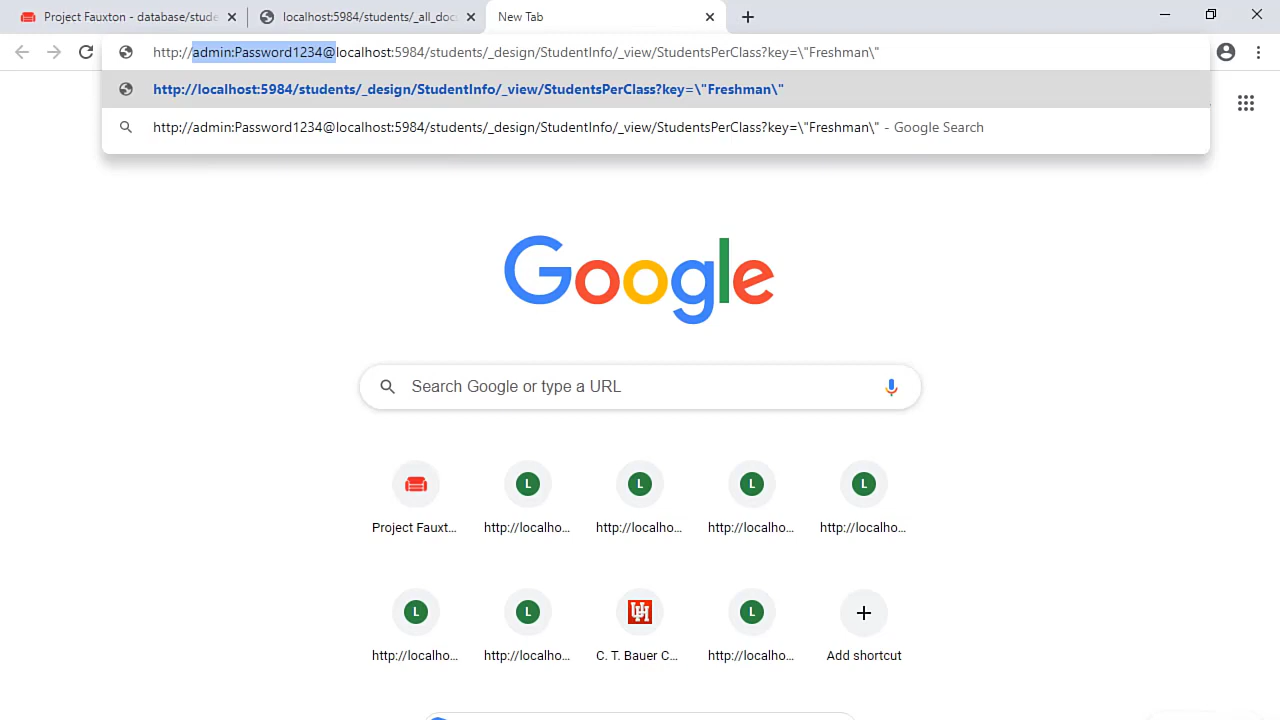 Project Fauxton - database/stude
localhost:5984/students/_all_docu
New Tab
http://admin:Password1234@localhost:5984/students/_design/StudentInfo/_view/StudentsPerClass?key=\"Freshman\"
http://localhost:5984/students/_design/StudentInfo/_view/StudentsPerClass?key=\"Freshman\"
http://admin:Password1234@localhost:5984/students/_design/StudentInfo/_view/StudentsPerClass?key=\"Freshman\" - Google Search
Google
Search Google or type a URL
L L L L
Project Fauxt... http://localho... http://localho... http://localho... http://localho...
L L UH L
http://localho... http://localho... C. T. Bauer C... http://localho... Add shortcut